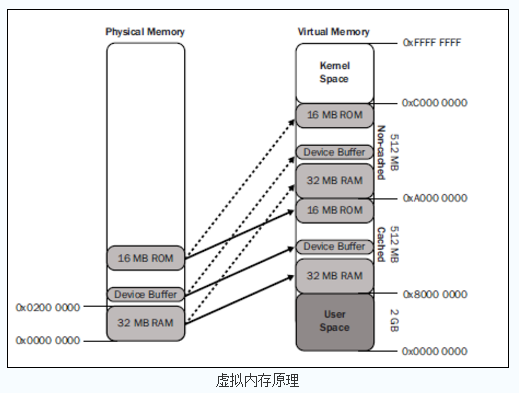 Physical Memory
Virtual Memory
0xFFFF FFFF
Kernel
Space
0xC000 0000
16 MB ROM
Device Buffer
32 MB RAM
512 MB
Non-cached
0xA000 0000
16 MB ROM
Device Buffer
32 MB RAM
512 MB
Cached
0x8000 0000
16 MB ROM
Device Buffer
0x0200 0000
32 MB RAM
0x0000 0000
User
Space
2 GB
0x0000 0000
虚拟内存原理